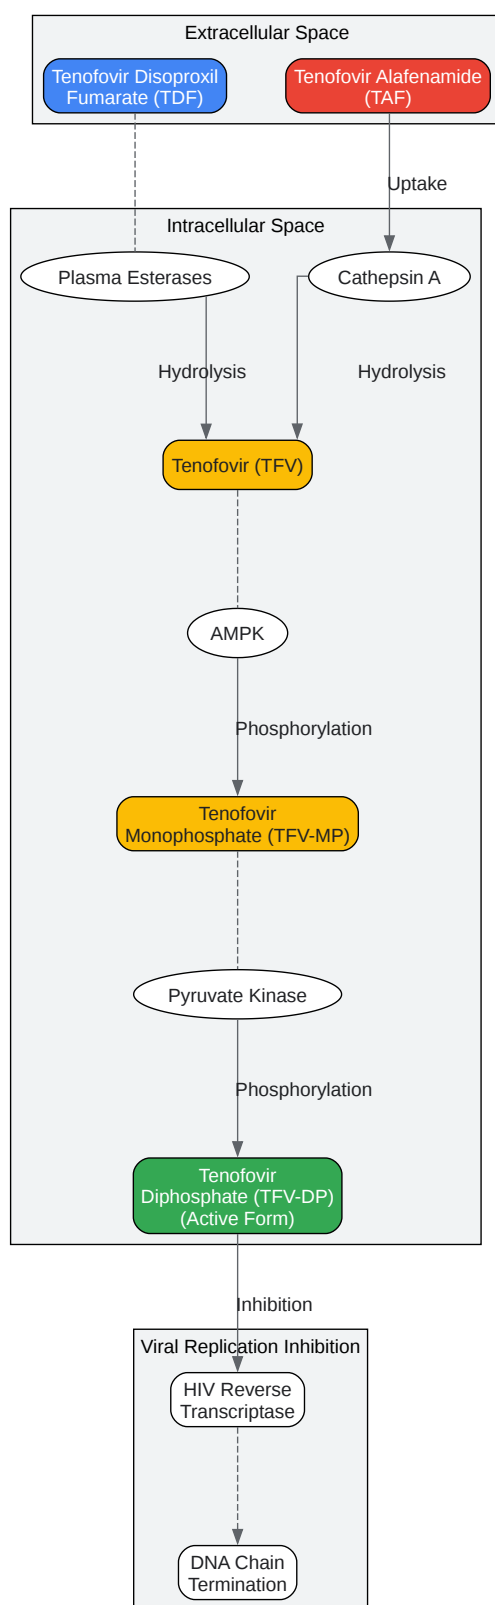 Extracellular Space
Tenofovir Disoproxil
Fumarate (TDF)
Tenofovir Alafenamide
(TAF)
Uptake
Intracellular Space
Plasma Esterases
Cathepsin A
Hydrolysis
Hydrolysis
Tenofovir (TFV)
AMPK
Phosphorylation
Tenofovir
Monophosphate (TFV-MP)
Pyruvate Kinase
Phosphorylation
Tenofovir
Diphosphate (TFV-DP)
(Active Form)
Inhibition
Viral Replication Inhibition
HIV Reverse
Transcriptase
DNA Chain
Termination